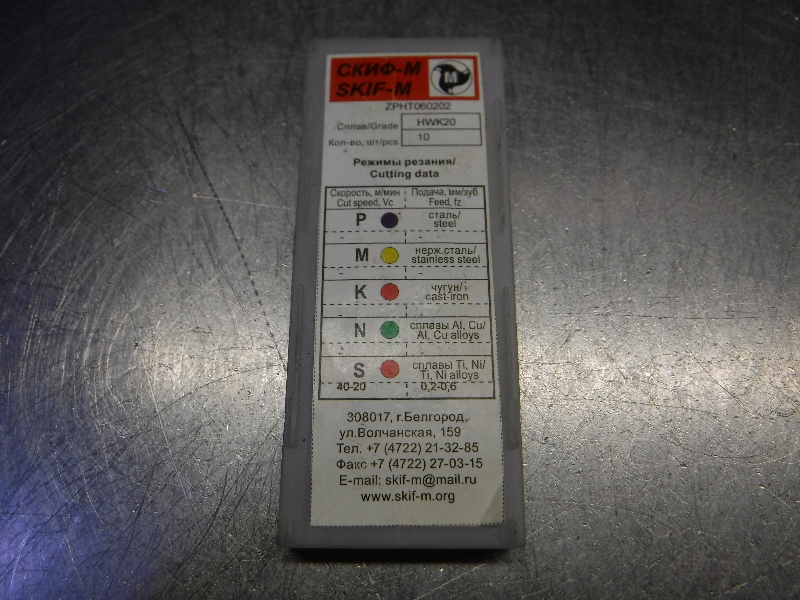 СКИФ-М
SKIF-M
M
ZPHT060202
Сплав/Grade HWK20
Кол-во, шт/pcs 10
Режимы резания/
Cutting data
Скорость, м/мин Подача, мм/зуб
Cut speed, Vc Feed, fz
P сталь/
steel
- -
M нерж.сталь/
stainless steel
- -
K чугун/
cast-iron
- -
N сплавы Al, Cu/
Al, Cu alloys
- -
S сплавы Ti, Ni/
Ti, Ni alloys
40-20 0,2-0,6
308017, г.Белгород,
ул.Волчанская, 159
Тел. +7 (4722) 21-32-85
Факс +7 (4722) 27-03-15
E-mail: skif-m@mail.ru
www.skif-m.org